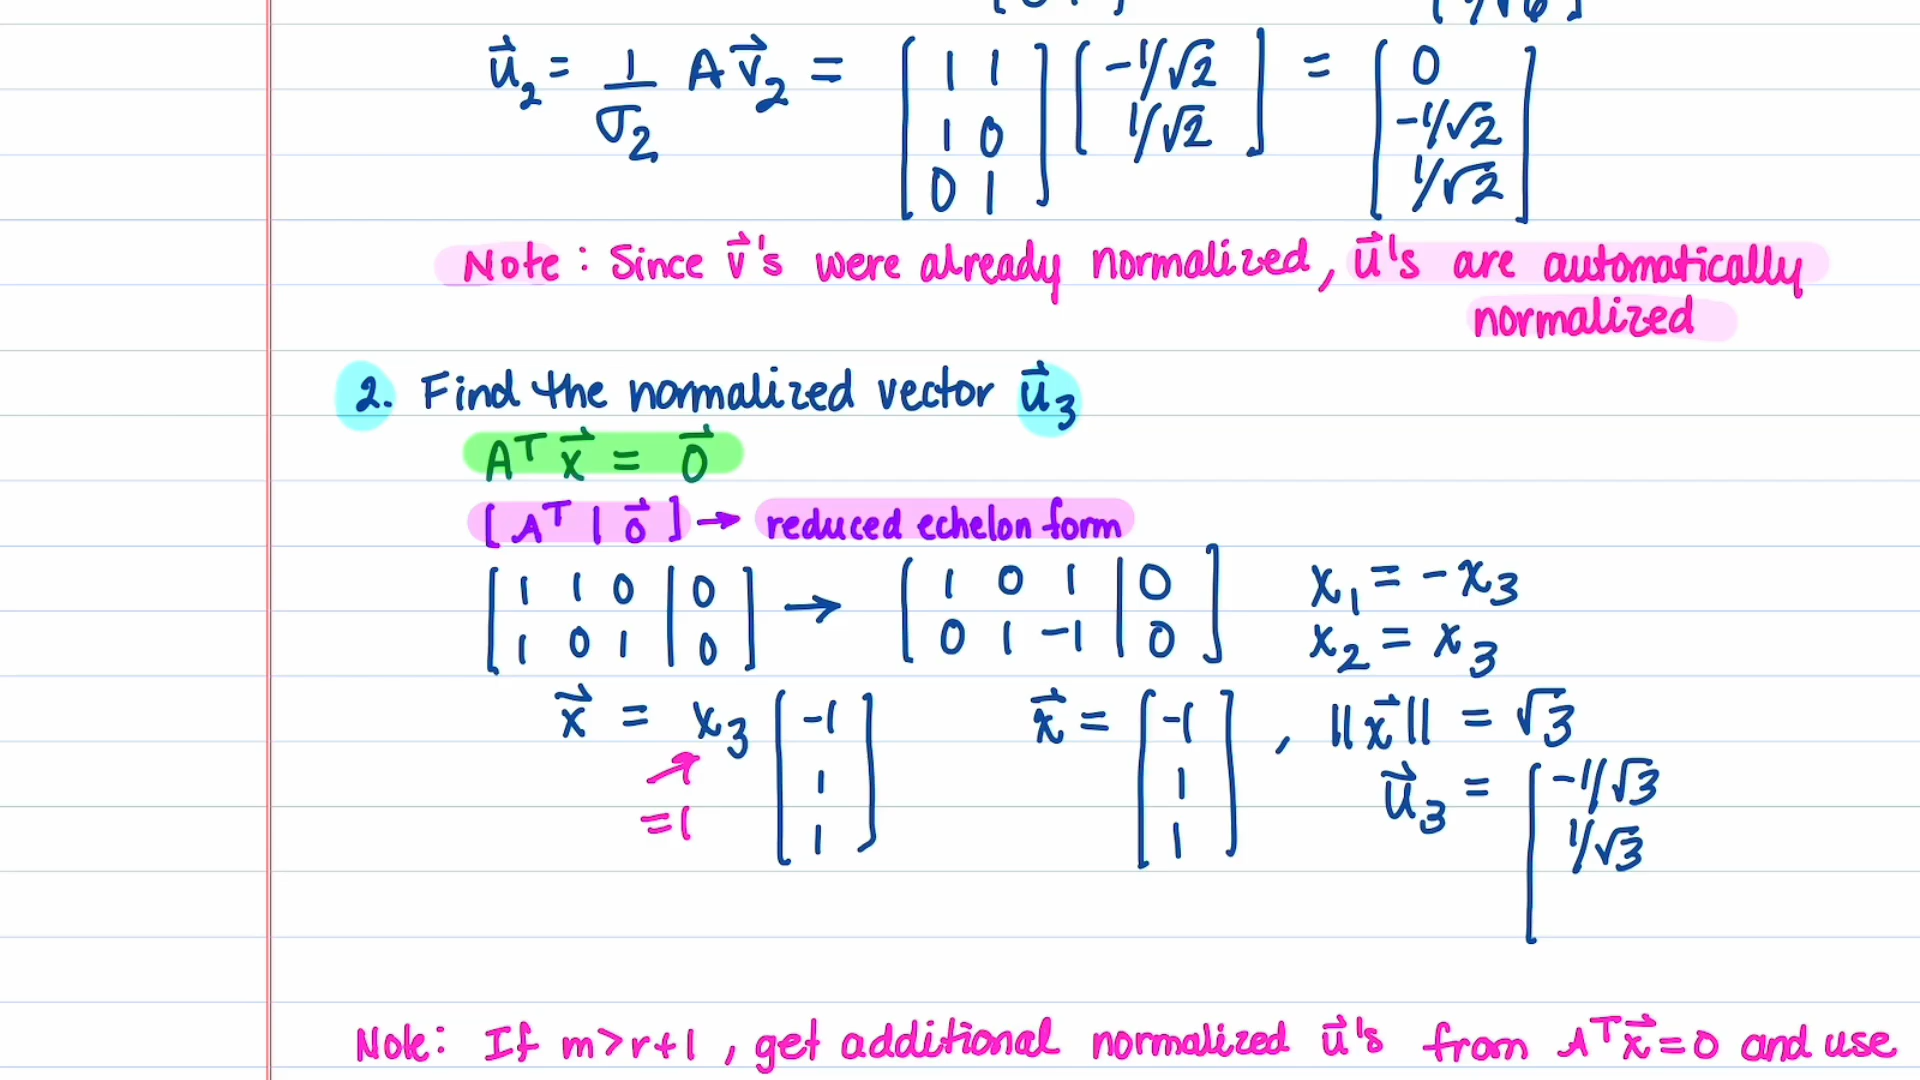 u⃗₂ = 1/σ₂ A v⃗₂ = [ 1 1 ] [ -1/√2 ] = [ 0 ]
[ 1 0 ] [ 1/√2 ] [ -1/√2 ]
[ 0 1 ] [ 1/√2 ]
Note: Since v⃗'s were already normalized, u⃗'s are automatically
normalized
2. Find the normalized vector u⃗₃
Aᵀ x⃗ = 0⃗
[ Aᵀ | 0⃗ ] → reduced echelon form
[ 1 1 0 | 0 ] → [ 1 0 1 | 0 ] x₁ = -x₃
[ 1 0 1 | 0 ] [ 0 1 -1 | 0 ] x₂ = x₃
x⃗ = x₃ [ -1 ] x⃗ = [ -1 ] , ||x⃗|| = √3
[ 1 ] [ 1 ] u⃗₃ = [ -1/√3
=1 [ 1 ] [ 1 ] 1/√3
Note: If m>r+1, get additional normalized u⃗'s from Aᵀx⃗=0 and use